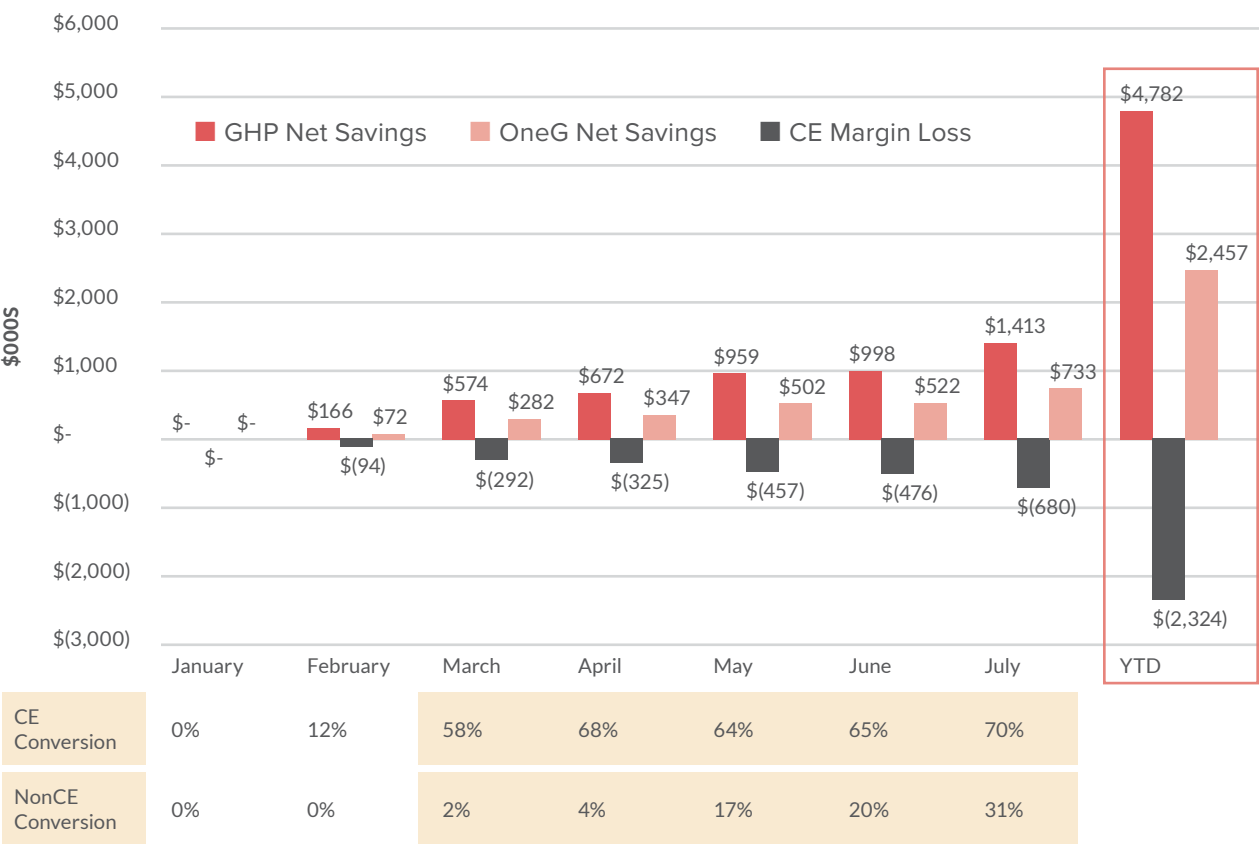 $6,000
$5,000
$4,000
$3,000
$2,000
$1,000
$-
$(1,000)
$(2,000)
$(3,000)
$000S
GHP Net Savings OneG Net Savings CE Margin Loss
$- $- $-
$166 $(94) $72
$574 $(292) $282
$672 $(325) $347
$959 $(457) $502
$998 $(476) $522
$1,413 $(680) $733
$4,782 $(2,324) $2,457
January February March April May June July YTD
CE
Conversion
0% 12% 58% 68% 64% 65% 70%
NonCE
Conversion
0% 0% 2% 4% 17% 20% 31%